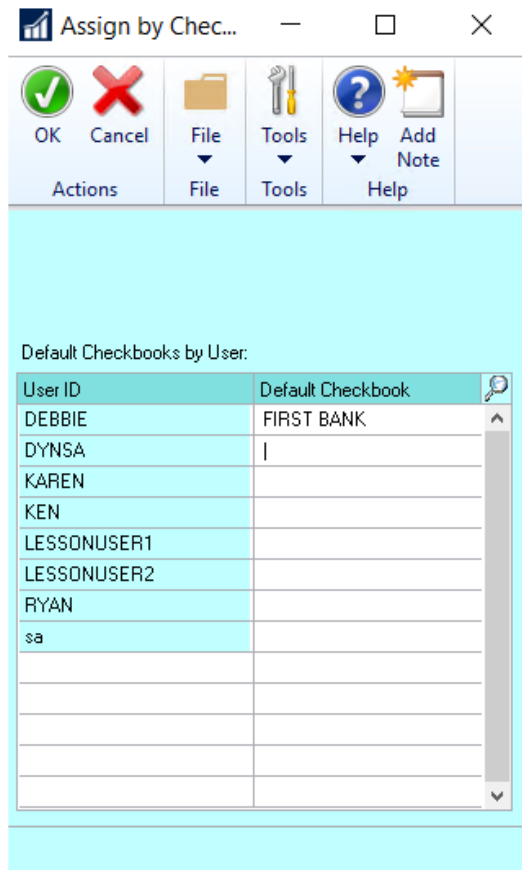 Assign by Chec...
OK Cancel File Tools Help Add Note
Actions File Tools Help
Default Checkbooks by User:
User ID Default Checkbook
DEBBIE FIRST BANK
DYNSA
KAREN
KEN
LESSONUSER1
LESSONUSER2
RYAN
sa